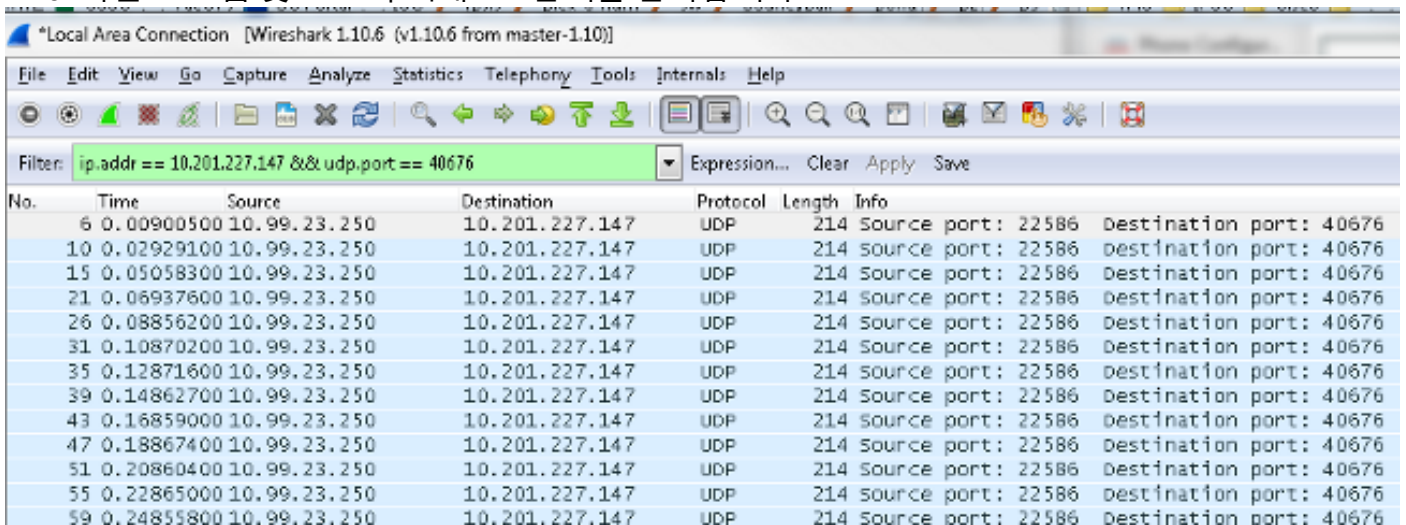 *Local Area Connection [Wireshark 1.10.6 (v1.10.6 from master-1.10)]
File Edit View Go Capture Analyze Statistics Telephony Tools Internals Help
Filter: ip.addr == 10.201.227.147 && udp.port == 40676 Expression... Clear Apply Save
No. Time Source Destination Protocol Length Info
6 0.00900500 10.99.23.250 10.201.227.147 UDP 214 Source port: 22586 Destination port: 40676
10 0.02929100 10.99.23.250 10.201.227.147 UDP 214 Source port: 22586 Destination port: 40676
15 0.05058300 10.99.23.250 10.201.227.147 UDP 214 Source port: 22586 Destination port: 40676
21 0.06937600 10.99.23.250 10.201.227.147 UDP 214 Source port: 22586 Destination port: 40676
26 0.08856200 10.99.23.250 10.201.227.147 UDP 214 Source port: 22586 Destination port: 40676
31 0.10870200 10.99.23.250 10.201.227.147 UDP 214 Source port: 22586 Destination port: 40676
35 0.12871600 10.99.23.250 10.201.227.147 UDP 214 Source port: 22586 Destination port: 40676
39 0.14862700 10.99.23.250 10.201.227.147 UDP 214 Source port: 22586 Destination port: 40676
43 0.16859000 10.99.23.250 10.201.227.147 UDP 214 Source port: 22586 Destination port: 40676
47 0.18867400 10.99.23.250 10.201.227.147 UDP 214 Source port: 22586 Destination port: 40676
51 0.20860400 10.99.23.250 10.201.227.147 UDP 214 Source port: 22586 Destination port: 40676
55 0.22865000 10.99.23.250 10.201.227.147 UDP 214 Source port: 22586 Destination port: 40676
59 0.24855800 10.99.23.250 10.201.227.147 UDP 214 Source port: 22586 Destination port: 40676